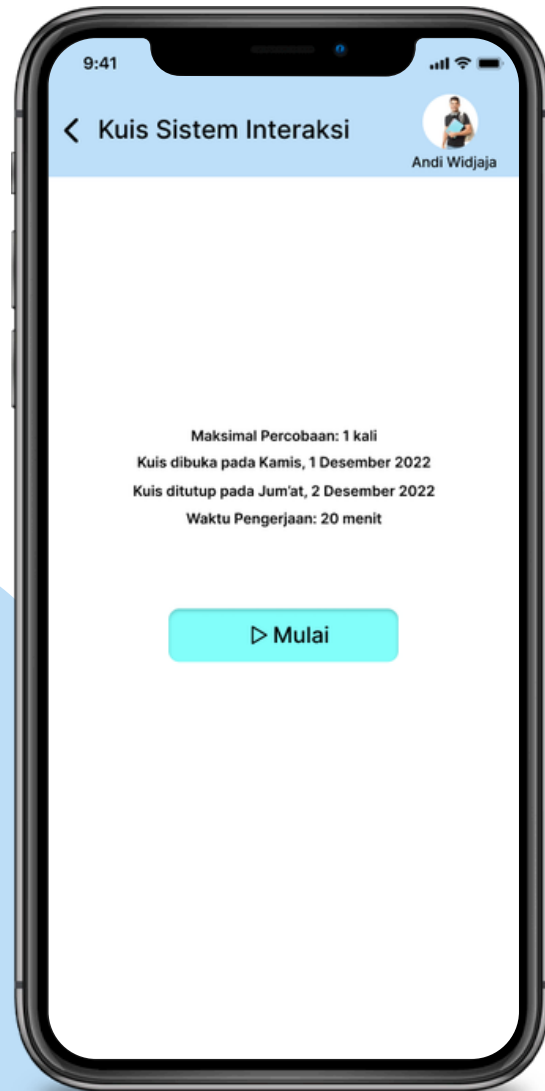 9:41
Kuis Sistem Interaksi
Andi Widjaja
Maksimal Percobaan: 1 kali
Kuis dibuka pada Kamis, 1 Desember 2022
Kuis ditutup pada Jum'at, 2 Desember 2022
Waktu Pengerjaan: 20 menit
Mulai